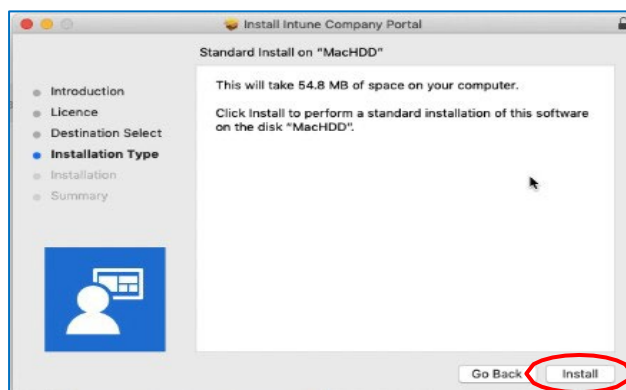 Install Intune Company Portal
Standard Install on "MacHDD"
Introduction
Licence
Destination Select
Installation Type
Installation
Summary
This will take 54.8 MB of space on your computer.
Click Install to perform a standard installation of this software
on the disk "MacHDD".
Go Back
Install